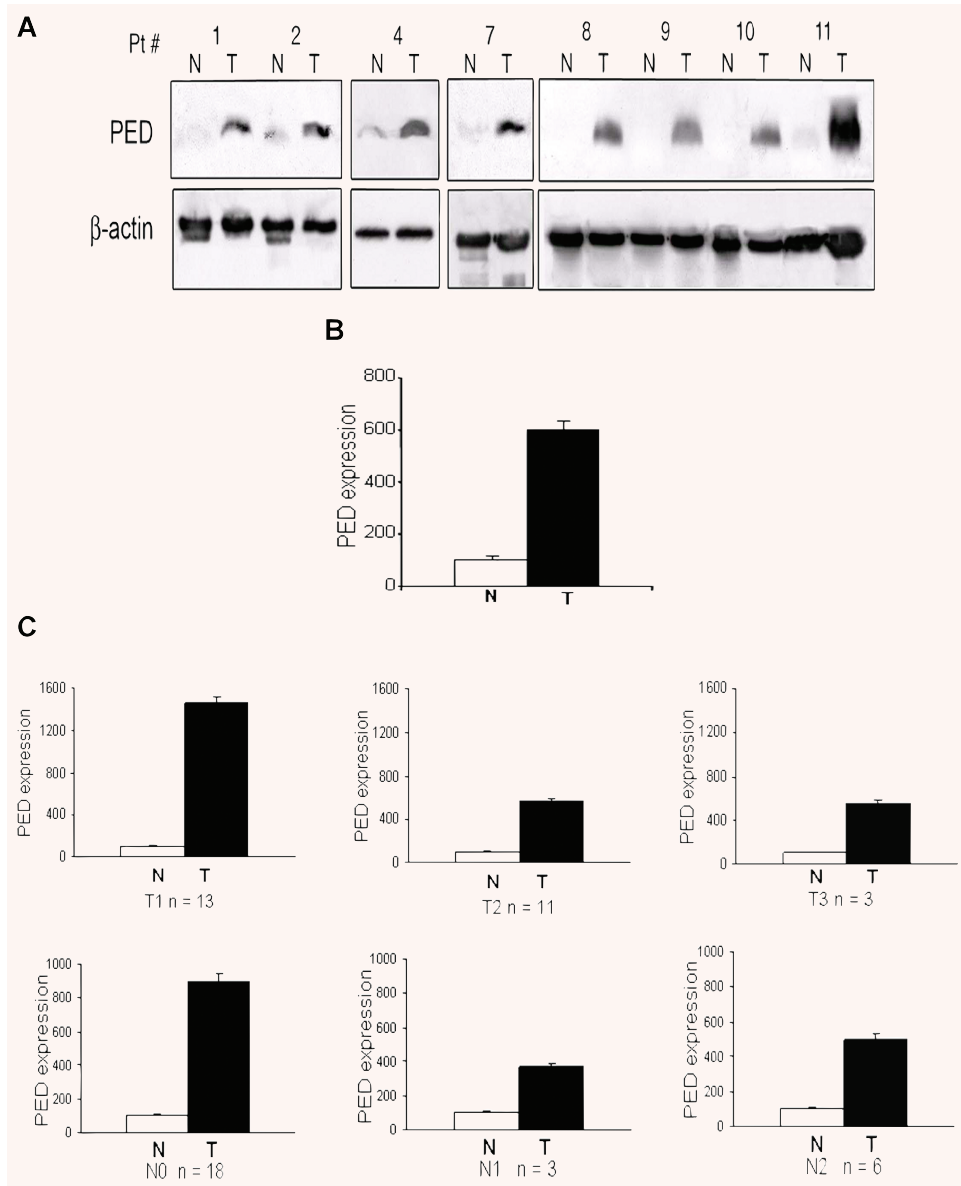 A
Pt # 1 2 4 7 8 9 10 11
N T N T N T N T N T N T N T N T
PED
β-actin
B
PED expression
800
600
400
200
0
N T
C
PED expression
1600
1200
800
400
0
N T
T1 n = 13
PED expression
1600
1200
800
400
0
N T
T2 n = 11
PED expression
1600
1200
800
400
0
N T
T3 n = 3
PED expression
1000
800
600
400
200
0
N T
N0 n = 18
PED expression
1000
800
600
400
200
0
N T
N1 n = 3
PED expression
1000
800
600
400
200
0
N T
N2 n = 6